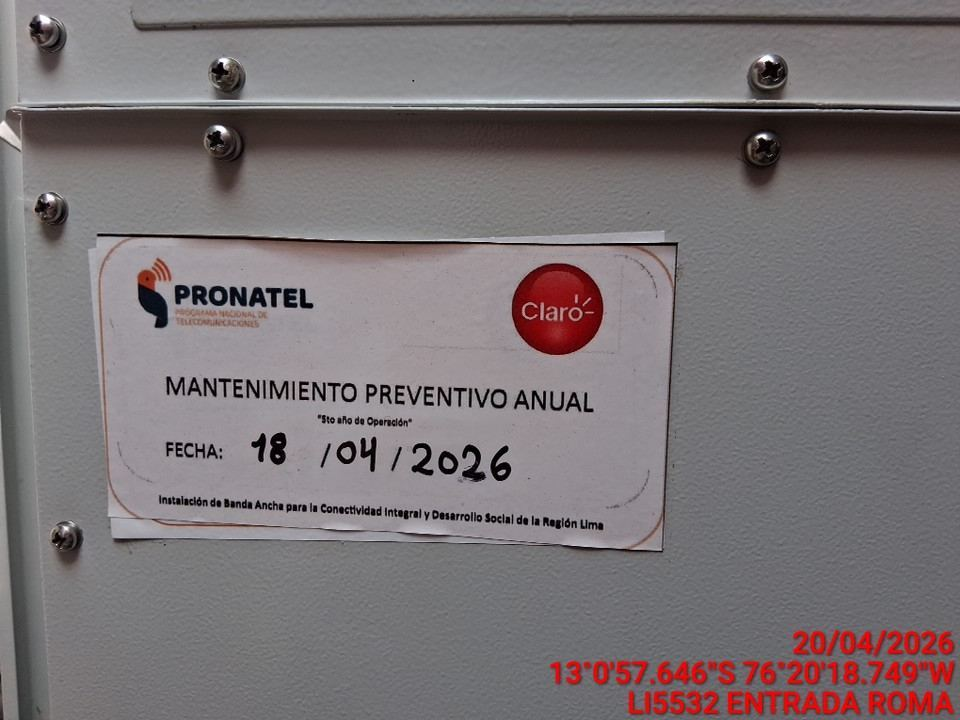 PRONATEL
PROGRAMA NACIONAL DE
TELECOMUNICACIONES
Claro
MANTENIMIENTO PREVENTIVO ANUAL
"5to año de Operación"
FECHA: 18 /04/2026
Instalación de Banda Ancha para la Conectividad Integral y Desarrollo Social de la Región Lima
20/04/2026
13°0'57.646"S 76°20'18.749"W
LI5532 ENTRADA ROMA